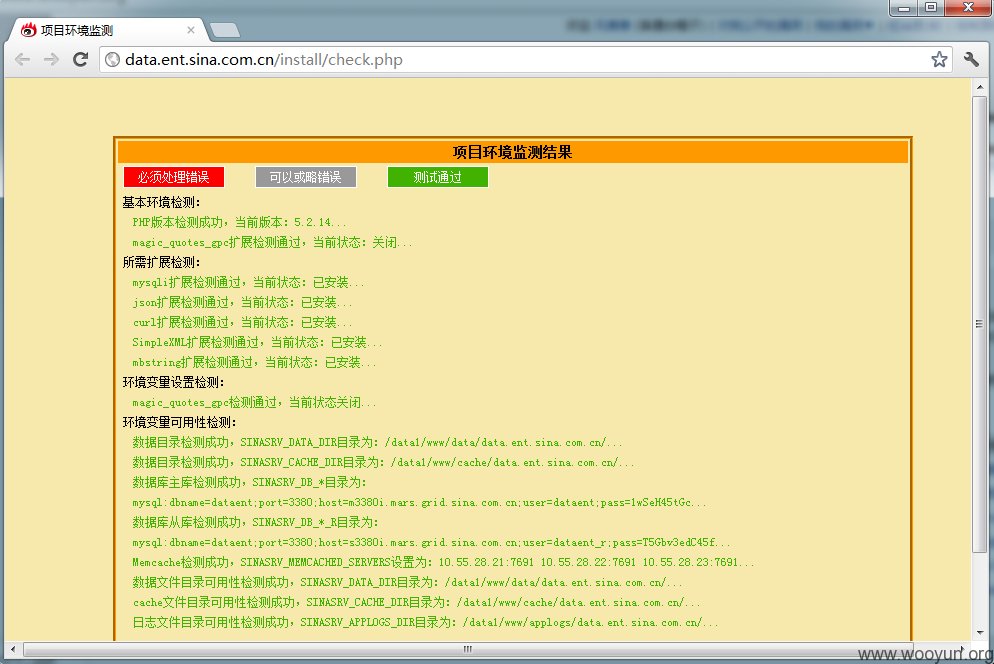 项目环境监测
data.ent.sina.com.cn/install/check.php
项目环境监测结果
必须处理错误 可以或略错误 测试通过
基本环境检测：
PHP版本检测成功，当前版本：5.2.14...
magic_quotes_gpc扩展检测通过，当前状态：关闭...
所需扩展检测：
mysqli扩展检测通过，当前状态：已安装...
json扩展检测通过，当前状态：已安装...
curl扩展检测通过，当前状态：已安装...
SimpleXML扩展检测通过，当前状态：已安装...
mbstring扩展检测通过，当前状态：已安装...
环境变量设置检测：
magic_quotes_gpc检测通过，当前状态关闭...
环境变量可用性检测：
数据目录检测成功，SINASRV_DATA_DIR目录为：/data1/www/data/data.ent.sina.com.cn/...
数据目录检测成功，SINASRV_CACHE_DIR目录为：/data1/www/cache/data.ent.sina.com.cn/...
数据库主库检测成功，SINASRV_DB_*目录为：
mysql:dbname=dataent;port=3380;host=m3380i.mars.grid.sina.com.cn;user=dataent;pass=1wSeH45tGc...
数据库从库检测成功，SINASRV_DB_*_R目录为：
mysql:dbname=dataent;port=3380;host=s3380i.mars.grid.sina.com.cn;user=dataent_r;pass=T5Gbv3edC45f...
Memcache检测成功，SINASRV_MEMCACHED_SERVERS设置为：10.55.28.21:7691 10.55.28.22:7691 10.55.28.23:7691...
数据文件目录可用性检测成功，SINASRV_DATA_DIR目录为：/data1/www/data/data.ent.sina.com.cn/...
cache文件目录可用性检测成功，SINASRV_CACHE_DIR目录为：/data1/www/cache/data.ent.sina.com.cn/...
日志文件目录可用性检测成功，SINASRV_APPLOGS_DIR目录为：/data1/www/applogs/data.ent.sina.com.cn/...
www.wooyun.org